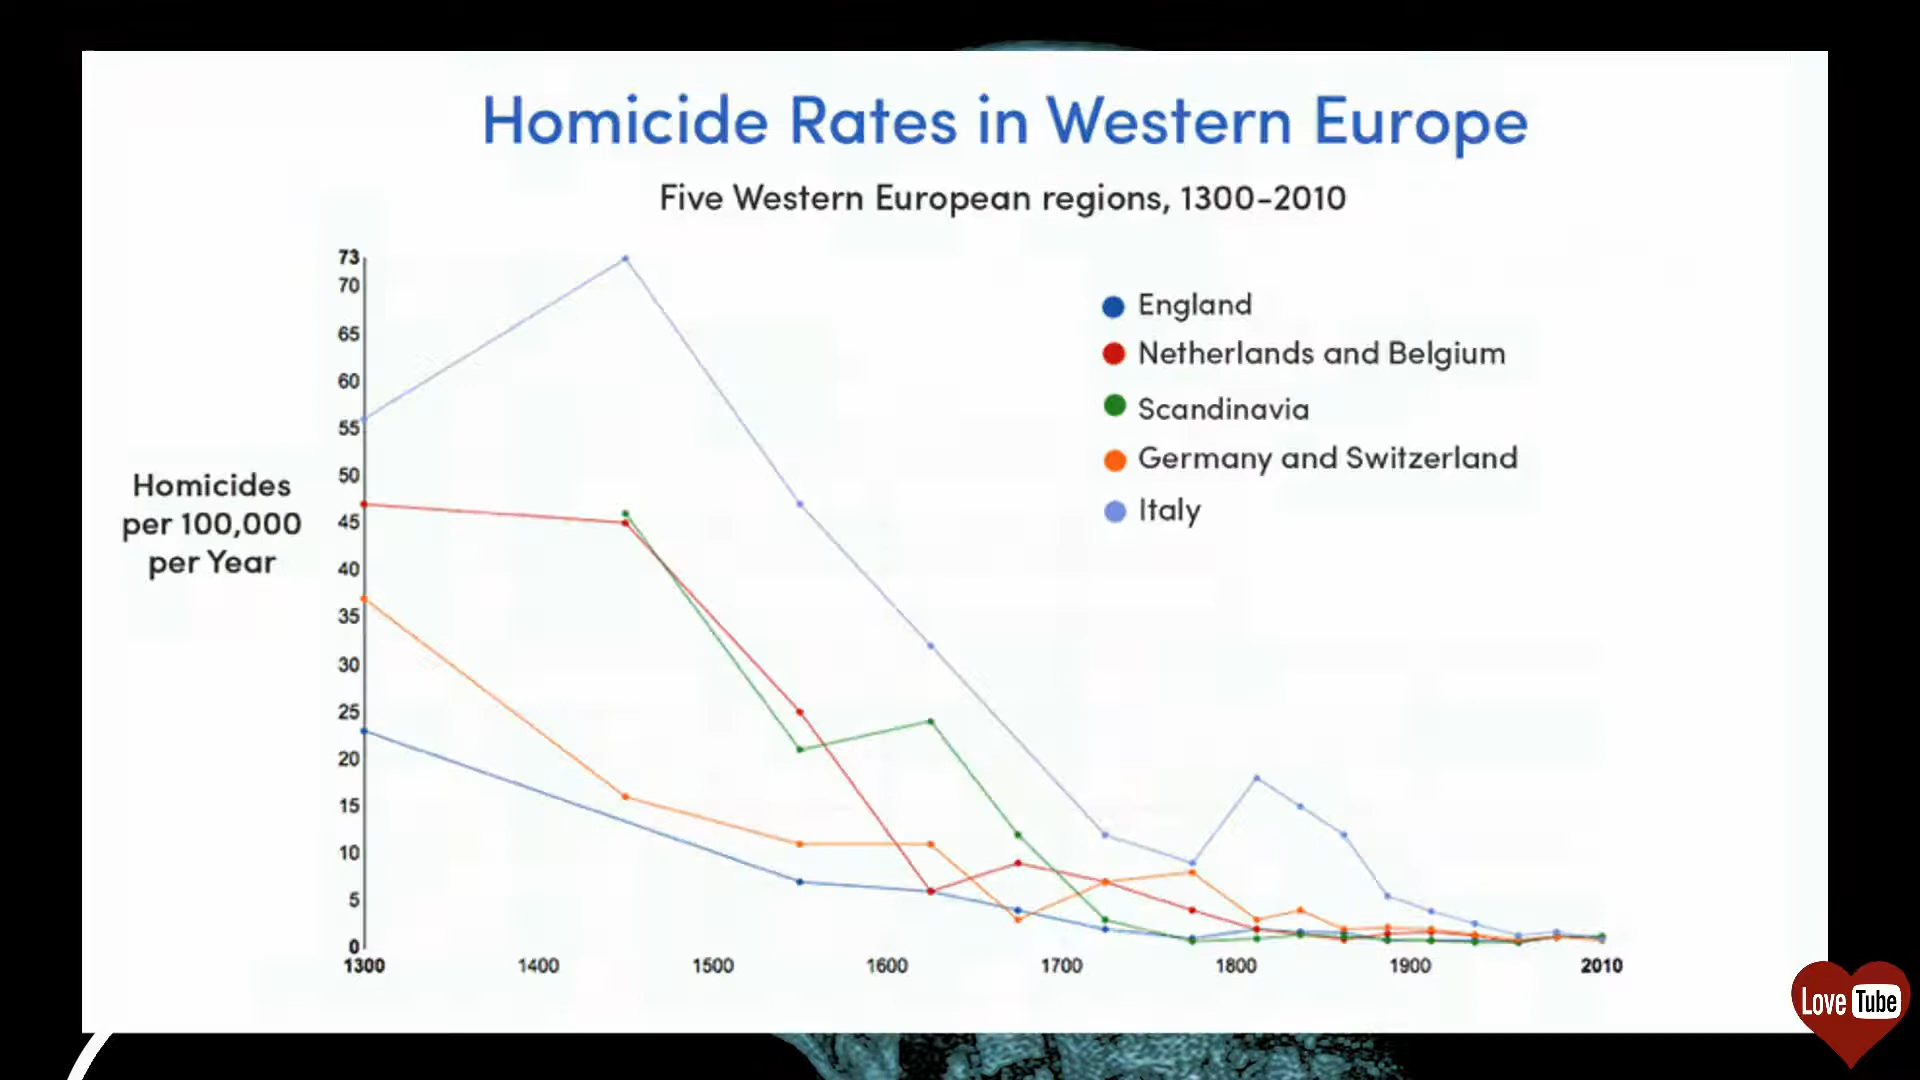 Homicide Rates in Western Europe
Five Western European regions, 1300-2010
73
70
65
60
55
50
45
40
35
30
25
20
15
10
5
0
Homicides
per 100,000
per Year
England
Netherlands and Belgium
Scandinavia
Germany and Switzerland
Italy
1300 1400 1500 1600 1700 1800 1900 2010
Love Tube